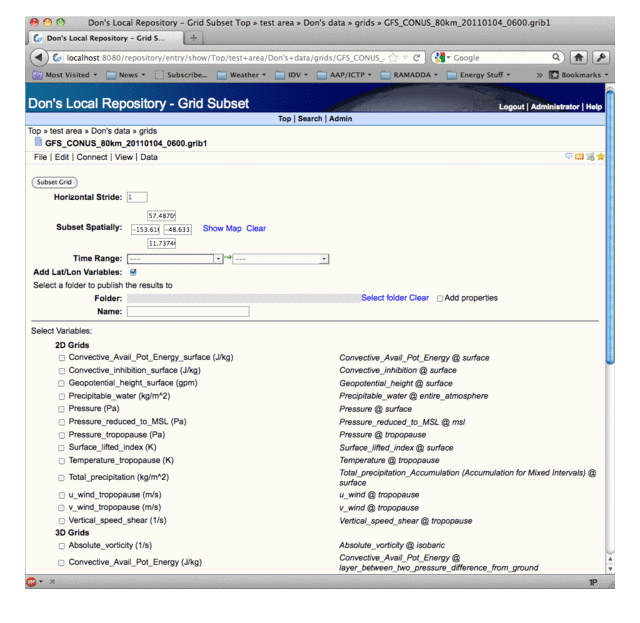 Don's Local Repository - Grid Subset Top » test area » Don's data » grids » GFS_CONUS_80km_20110104_0600.grib1
Don's Local Repository - Grid S...
localhost:8080/repository/entry/show/Top/test+area/Don's+data/grids/GFS_CONUS_
Google
Most Visited
News
Subscribe...
Weather
IDV
AAP/ICTP
RAMADDA
Energy Stuff
»
Bookmarks
Don's Local Repository - Grid Subset
Logout | Administrator | Help
Top | Search | Admin
Top » test area » Don's data » grids
GFS_CONUS_80km_20110104_0600.grib1
File | Edit | Connect | View | Data
Subset Grid
Horizontal Stride: 1
57.4870
Subset Spatially: -153.61 -48.633 Show Map Clear
11.7374
Time Range: --- ---
Add Lat/Lon Variables:
Select a folder to publish the results to
Folder: Select folder Clear Add properties
Name:
Select Variables:
2D Grids
Convective_Avail_Pot_Energy_surface (J/kg) Convective_Avail_Pot_Energy @ surface
Convective_inhibition_surface (J/kg) Convective_inhibition @ surface
Geopotential_height_surface (gpm) Geopotential_height @ surface
Precipitable_water (kg/m^2) Precipitable_water @ entire_atmosphere
Pressure (Pa) Pressure @ surface
Pressure_reduced_to_MSL (Pa) Pressure_reduced_to_MSL @ msl
Pressure_tropopause (Pa) Pressure @ tropopause
Surface_lifted_index (K) Surface_lifted_index @ surface
Temperature_tropopause (K) Temperature @ tropopause
Total_precipitation (kg/m^2) Total_precipitation_Accumulation (Accumulation for Mixed Intervals) @
surface
u_wind_tropopause (m/s) u_wind @ tropopause
v_wind_tropopause (m/s) v_wind @ tropopause
Vertical_speed_shear (1/s) Vertical_speed_shear @ tropopause
3D Grids
Absolute_vorticity (1/s) Absolute_vorticity @ isobaric
Convective_Avail_Pot_Energy (J/kg) Convective_Avail_Pot_Energy @
layer_between_two_pressure_difference_from_ground